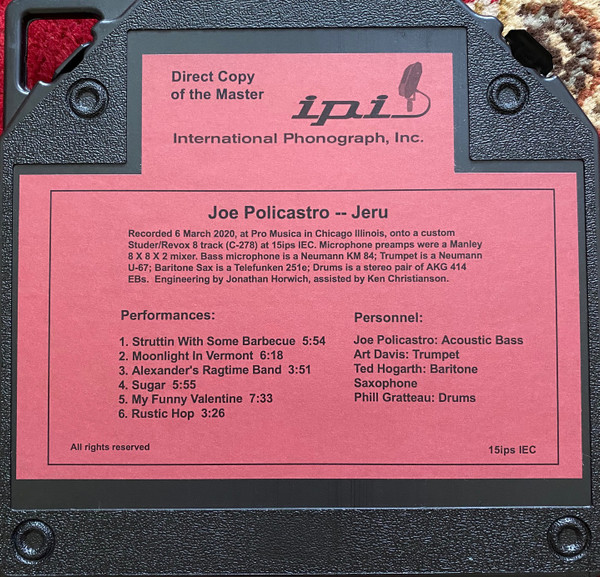 Direct Copy
of the Master
ipi
International Phonograph, Inc.
Joe Policastro -- Jeru
Recorded 6 March 2020, at Pro Musica in Chicago Illinois, onto a custom
Studer/Revox 8 track (C-278) at 15ips IEC. Microphone preamps were a Manley
8 X 8 X 2 mixer. Bass microphone is a Neumann KM 84; Trumpet is a Neumann
U-67; Baritone Sax is a Telefunken 251e; Drums is a stereo pair of AKG 414
EBs. Engineering by Jonathan Horwich, assisted by Ken Christianson.
Performances:
1. Struttin With Some Barbecue 5:54
2. Moonlight In Vermont 6:18
3. Alexander's Ragtime Band 3:51
4. Sugar 5:55
5. My Funny Valentine 7:33
6. Rustic Hop 3:26
Personnel:
Joe Policastro: Acoustic Bass
Art Davis: Trumpet
Ted Hogarth: Baritone
Saxophone
Phill Gratteau: Drums
All rights reserved
15ips IEC